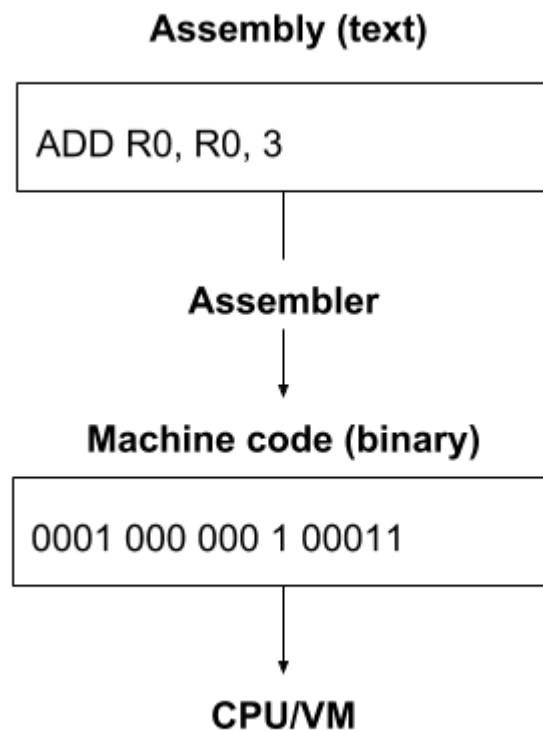 Assembly (text)
ADD R0, R0, 3
Assembler
Machine code (binary)
0001 000 000 1 00011
CPU/VM